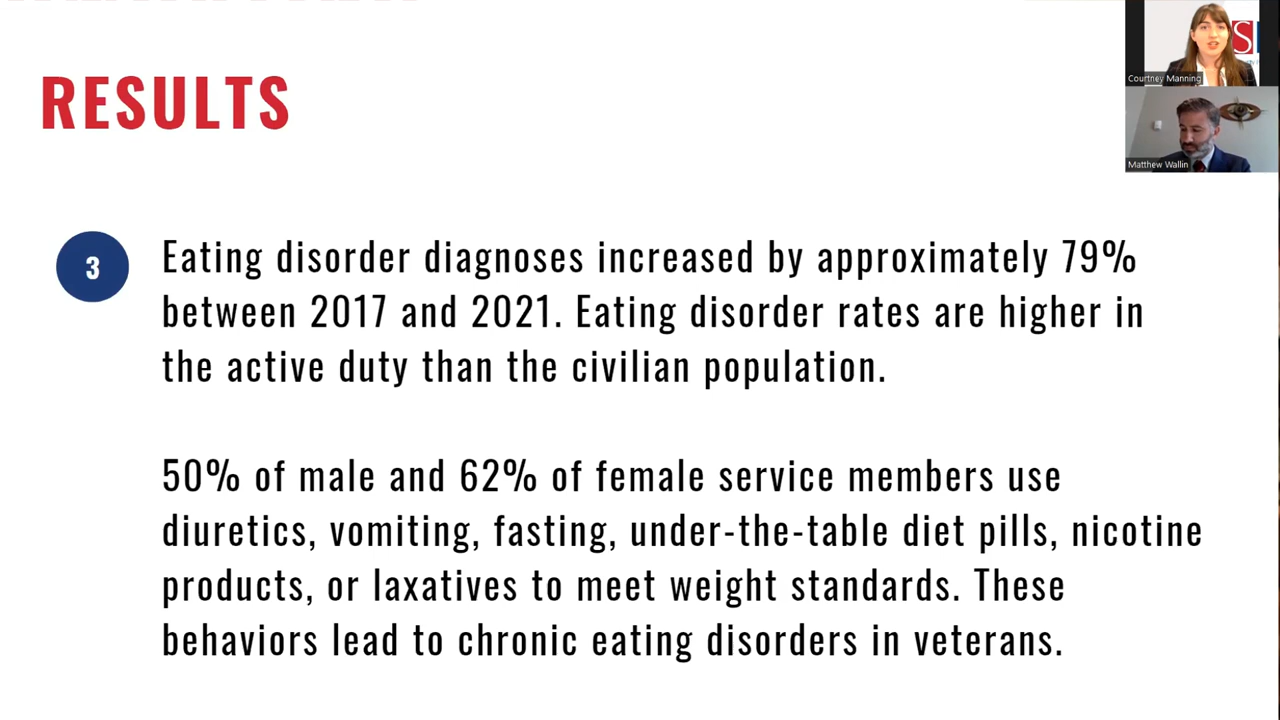 RESULTS
Courtney Manning
Matthew Wallin
3
Eating disorder diagnoses increased by approximately 79%
between 2017 and 2021. Eating disorder rates are higher in
the active duty than the civilian population.
50% of male and 62% of female service members use
diuretics, vomiting, fasting, under-the-table diet pills, nicotine
products, or laxatives to meet weight standards. These
behaviors lead to chronic eating disorders in veterans.